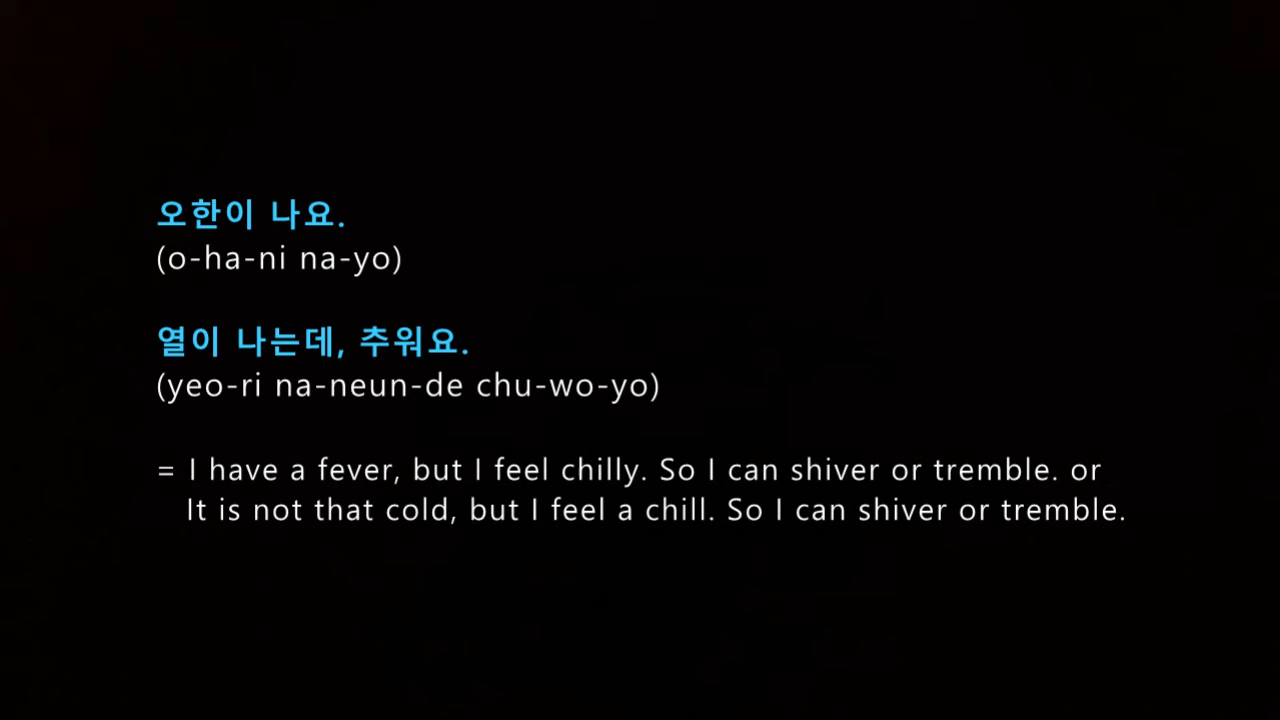 오한이 나요.
(o-ha-ni na-yo)
열이 나는데, 추워요.
(yeo-ri na-neun-de chu-wo-yo)
= I have a fever, but I feel chilly. So I can shiver or tremble. or
It is not that cold, but I feel a chill. So I can shiver or tremble.